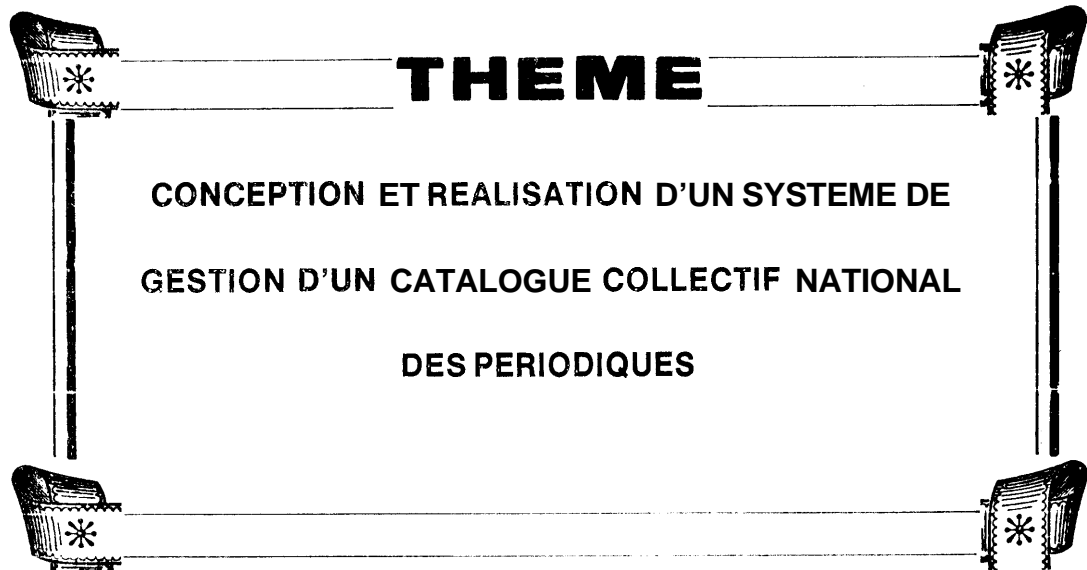 THEME
CONCEPTION ET REALISATION D'UN SYSTEME DE
GESTION D'UN CATALOGUE COLLECTIF NATIONAL
DES PERIODIQUES